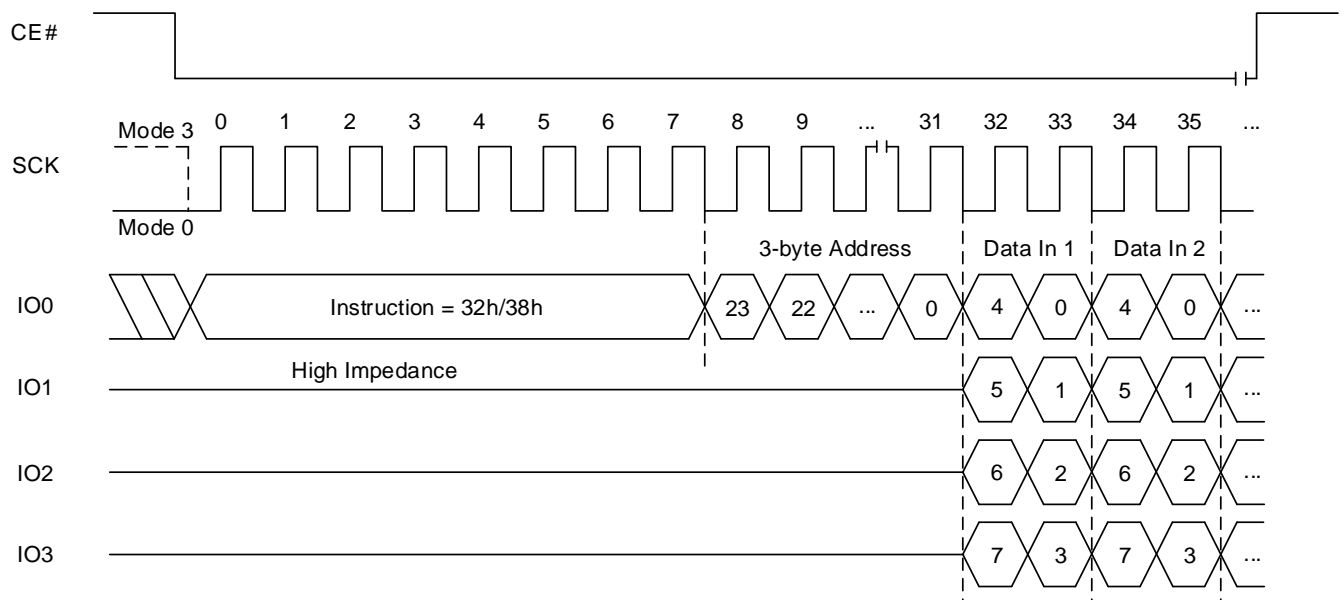 CE#
Mode 3 0 1 2 3 4 5 6 7 8 9 ... 31 32 33 34 35 ...
SCK
Mode 0
3-byte Address Data In 1 Data In 2
IO0 Instruction = 32h/38h 23 22 ... 0 4 0 4 0 ...
High Impedance
IO1 5 1 5 1 ...
IO2 6 2 6 2 ...
IO3 7 3 7 3 ...